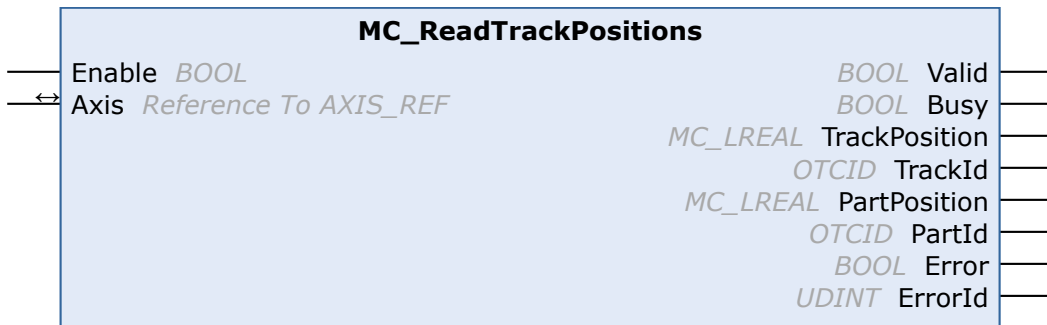 MC_ReadTrackPositions
Enable BOOL BOOL Valid
↔ Axis Reference To AXIS_REF BOOL Busy
MC_LREAL TrackPosition
OTCID TrackId
MC_LREAL PartPosition
OTCID PartId
BOOL Error
UDINT ErrorId